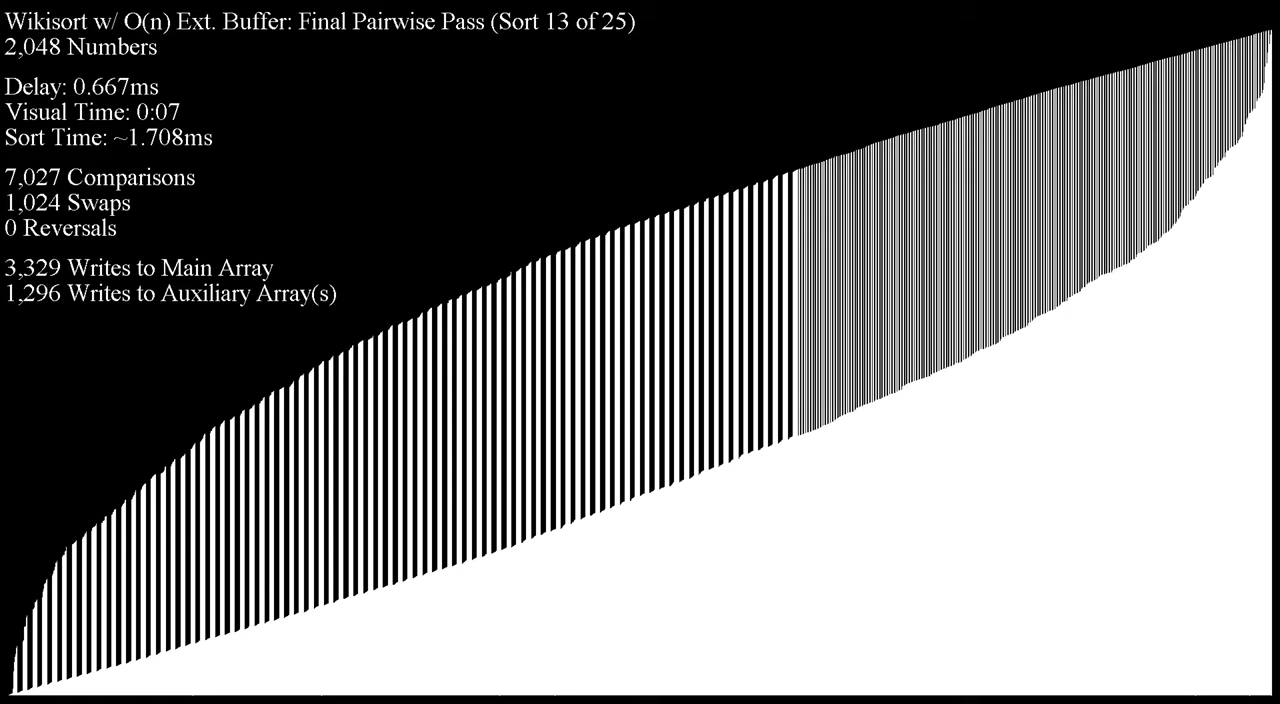 Wikisort w/ O(n) Ext. Buffer: Final Pairwise Pass (Sort 13 of 25)
2,048 Numbers
Delay: 0.667ms
Visual Time: 0:07
Sort Time: ~1.708ms
7,027 Comparisons
1,024 Swaps
0 Reversals
3,329 Writes to Main Array
1,296 Writes to Auxiliary Array(s)